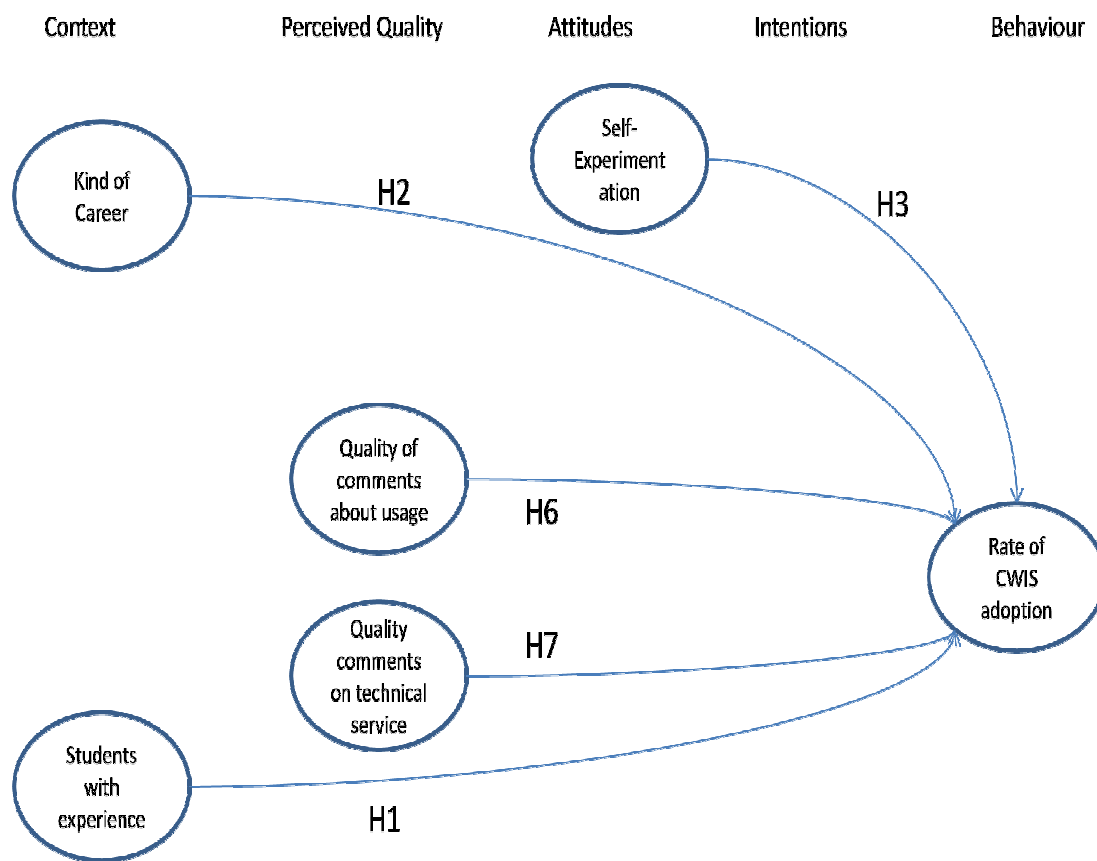 Context Perceived Quality Attitudes Intentions Behaviour
Self-
Experiment
ation
Kind of
Career
H2
H3
Quality of
comments
about usage
H6
Rate of
CWIS
adoption
Quality
comments
on technical
service
H7
Students
with
experience
H1